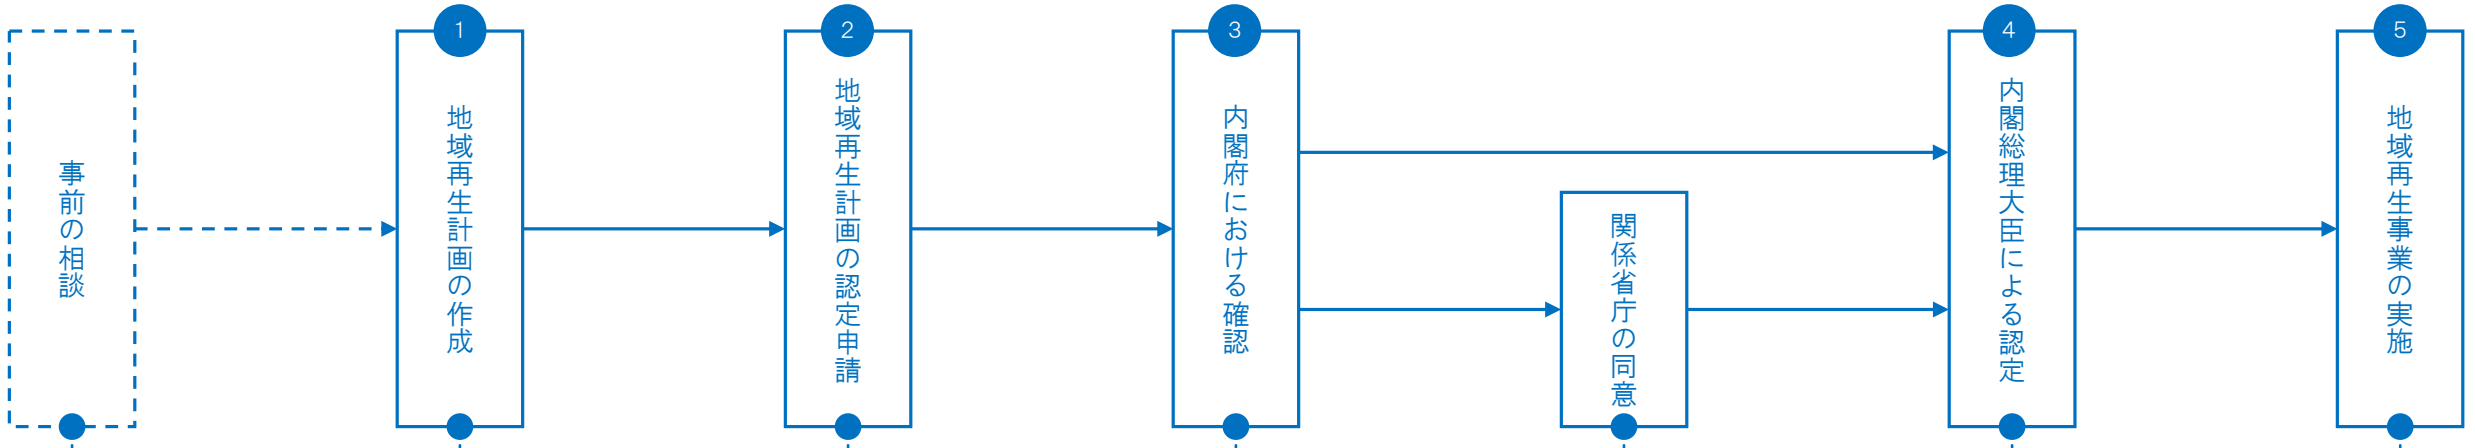 事前の相談
1
地域再生計画の作成
2
地域再生計画の認定申請
3
内閣府における確認
関係省庁の同意
4
内閣総理大臣による認定
5
地域再生事業の実施